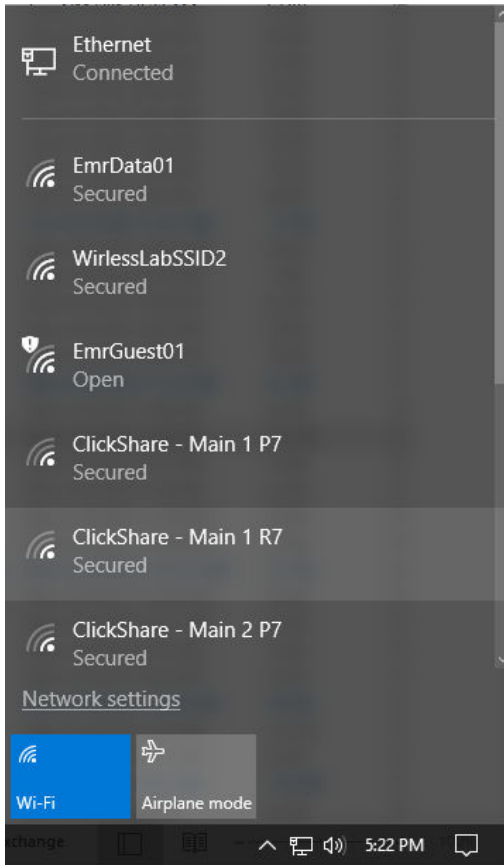 Ethernet
Connected
EmrData01
Secured
WirlessLabSSID2
Secured
EmrGuest01
Open
ClickShare - Main 1 P7
Secured
ClickShare - Main 1 R7
Secured
ClickShare - Main 2 P7
Secured
Network settings
Wi-Fi
Airplane mode
change
5:22 PM